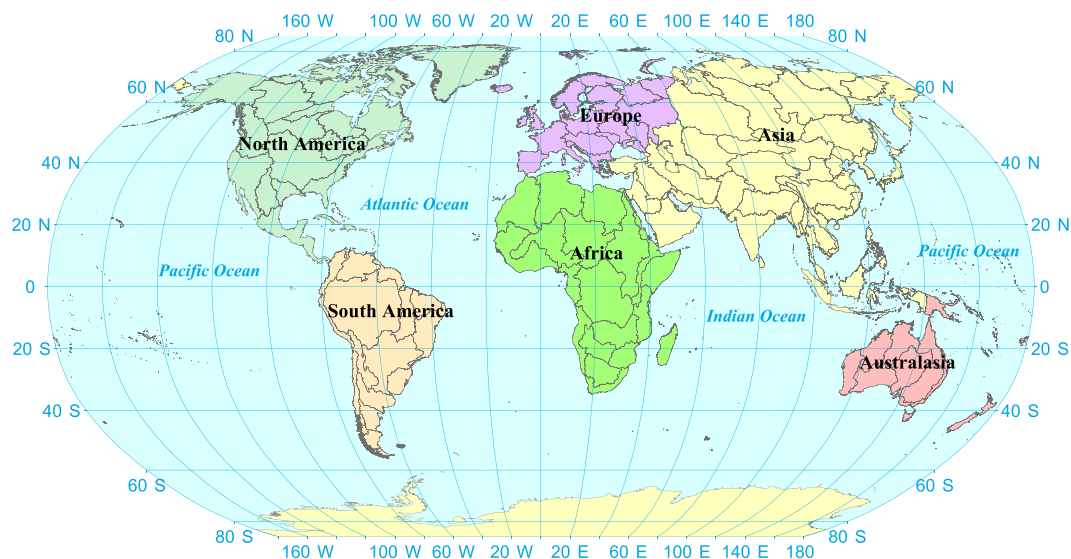 160 W 100 W 60 W 20 W 20 E 60 E 100 E 140 E 180
80 N 80 N
60 N 60 N
Europe
Asia
North America
40 N 40 N
Atlantic Ocean
20 N 20 N
Africa Pacific Ocean
Pacific Ocean
0 0
South America Indian Ocean
20 S 20 S
Australasia
40 S 40 S
60 S 60 S
80 S 80 S
160 W 100 W 60 W 20 W 20 E 60 E 100 E 140 E 180